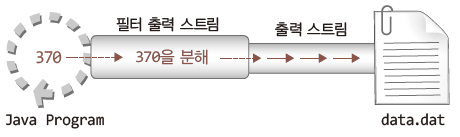 필터 출력 스트림
출력 스트림
370
370을 분해
Java Program
data.dat